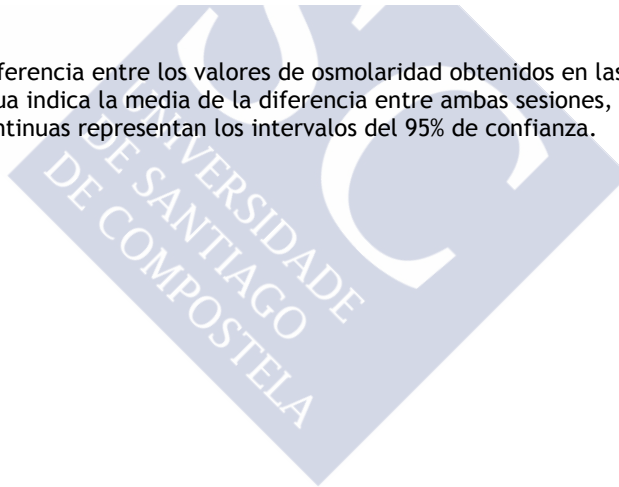 ferencia entre los valores de osmolaridad obtenidos en las
ua indica la media de la diferencia entre ambas sesiones,
ntinuas representan los intervalos del 95% de confianza.
SC
UNIVERSIDADE
DE SANTIAGO
DE COMPOSTELA